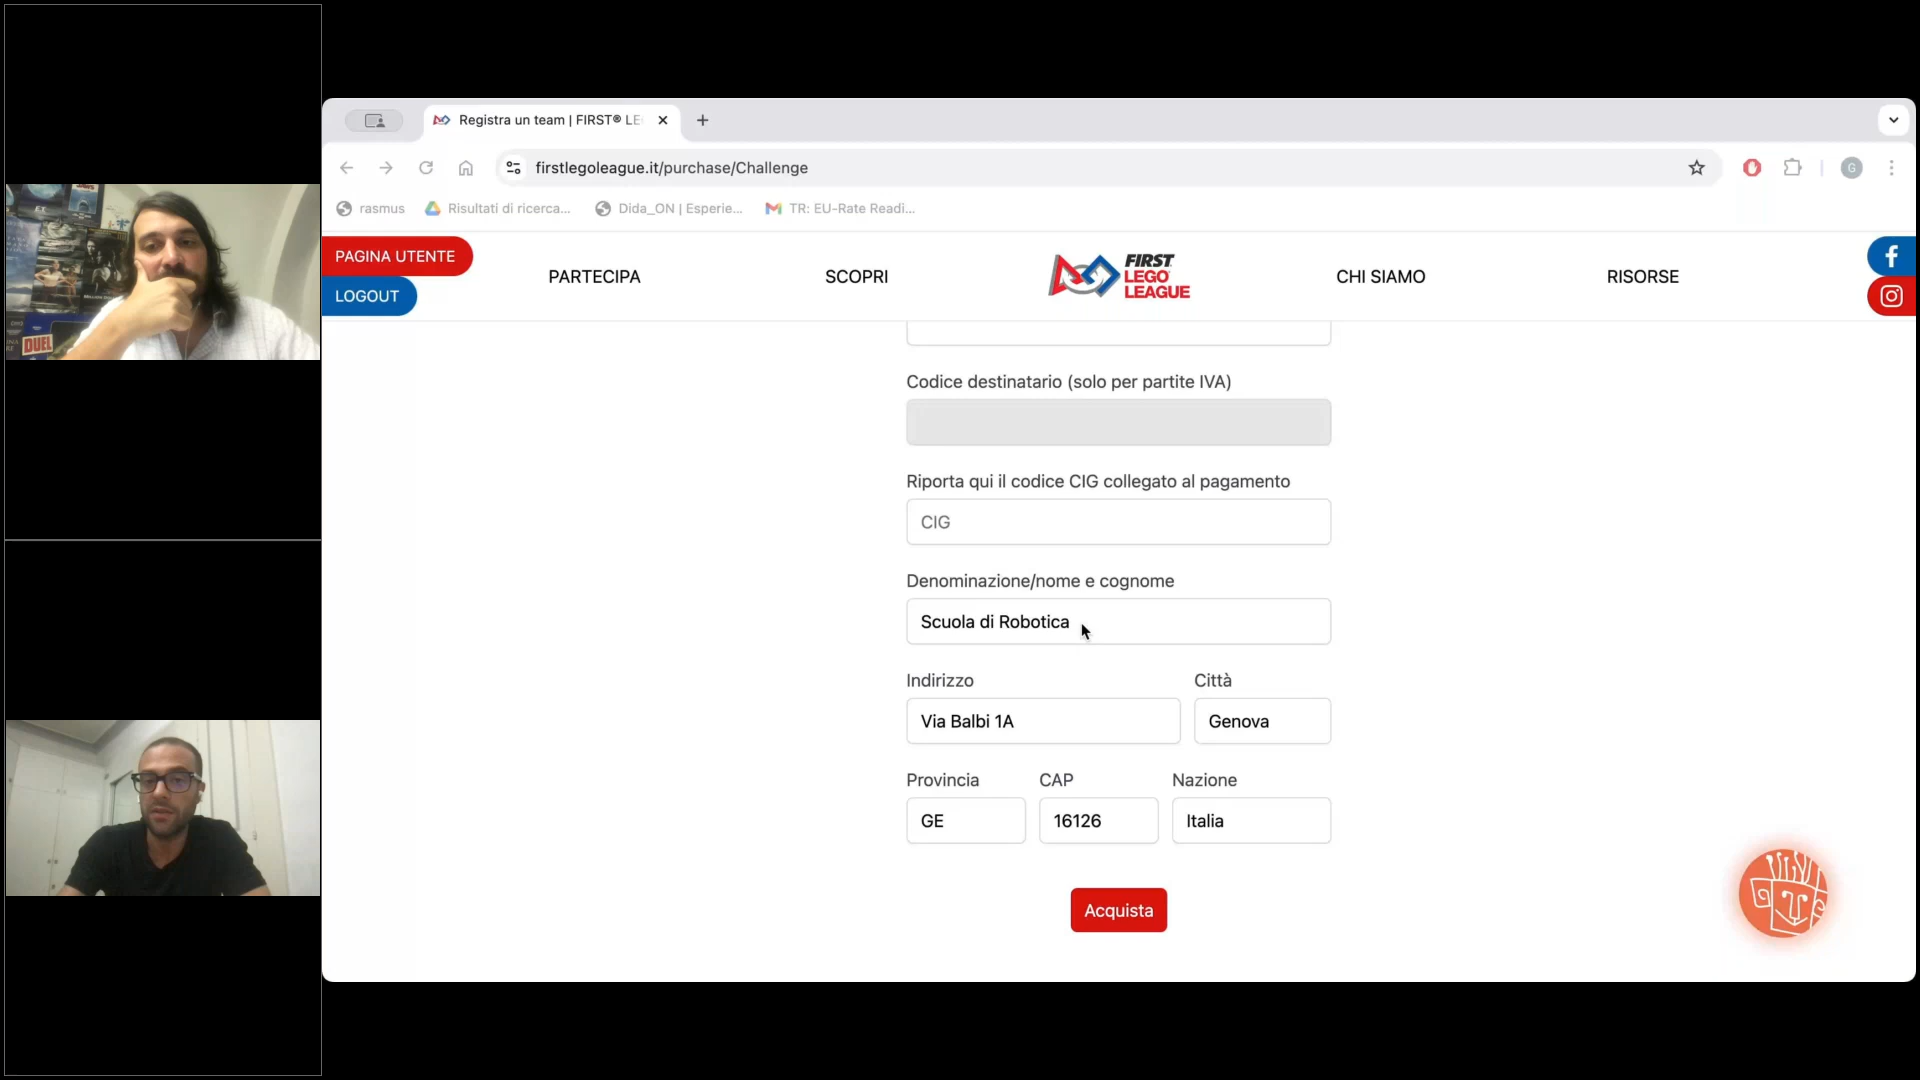 Registra un team | FIRST® LE
firstlegoleague.it/purchase/Challenge
G
rasmus
Risultati di ricerca...
Dida_ON | Esperie...
TR: EU-Rate Readi...
PAGINA UTENTE
LOGOUT
PARTECIPA
SCOPRI
FIRST
LEGO
LEAGUE
CHI SIAMO
RISORSE
Codice destinatario (solo per partite IVA)
Riporta qui il codice CIG collegato al pagamento
CIG
Denominazione/nome e cognome
Scuola di Robotica
Indirizzo
Città
Via Balbi 1A
Genova
Provincia
CAP
Nazione
GE
16126
Italia
Acquista
E.T.
JAWS
DUEL